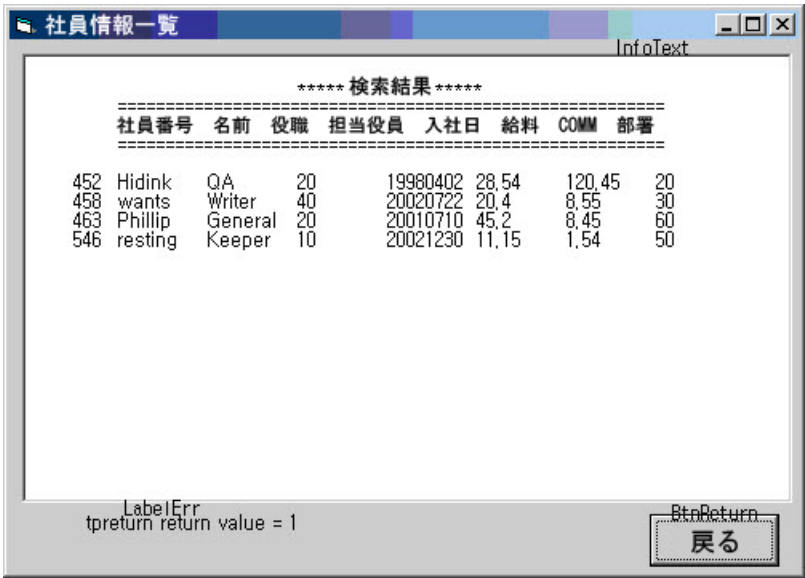 社員情報一覧
InfoText
***** 検索結果 *****
=========================================================
社員番号 名前 役職 担当役員 入社日 給料 COMM 部署
=========================================================
452 Hidink QA 20 19980402 28,54 120,45 20
458 wants Writer 40 20020722 20,4 8,55 30
463 Phillip General 20 20010710 45,2 8,45 60
546 resting Keeper 10 20021230 11,15 1,54 50
LabelErr
tpreturn return value = 1
BtnReturn
戻る